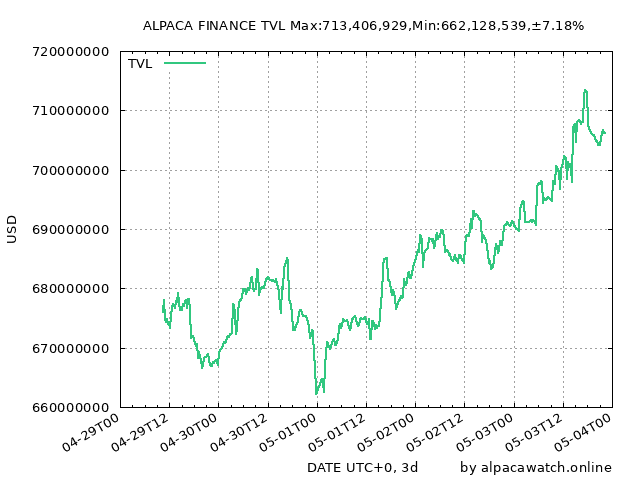 ALPACA FINANCE TVL Max:713,406,929,Min:662,128,539,±7.18%
720000000
TVL
710000000
700000000
690000000
USD
680000000
670000000
660000000
04-29T00
04-29T12
04-30T00
04-30T12
05-01T00
05-01T12
05-02T00
05-02T12
05-03T00
05-03T12
05-04T00
DATE UTC+0, 3d
by alpacawatch.online